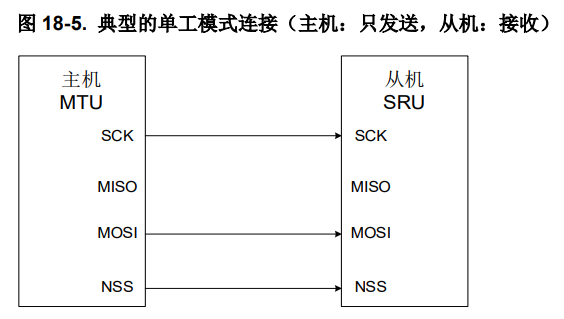 图 18-5. 典型的单工模式连接（主机：只发送，从机：接收）
主机 从机
MTU SRU
SCK SCK
MISO MISO
MOSI MOSI
NSS NSS